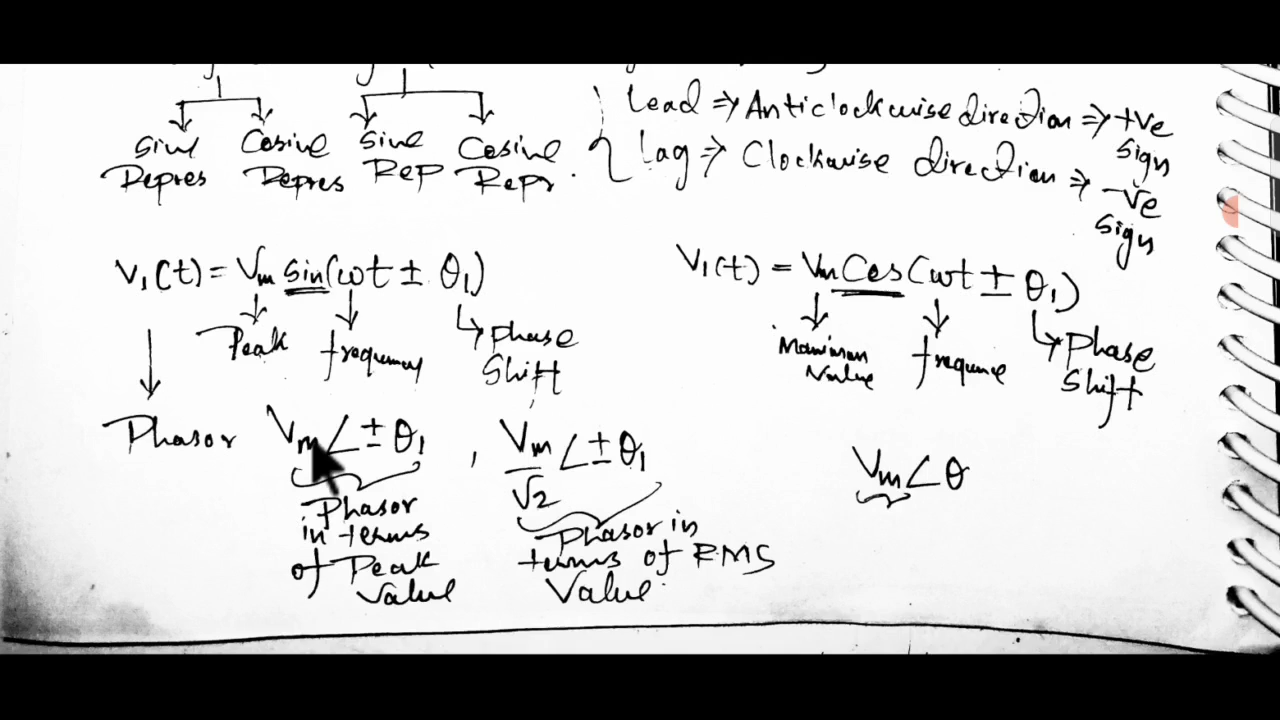 Lead ⇒ Anticlockwise direction ⇒ +ve
sign
Sine Cosine Sine Cosine
Repres Repres Rep Repr.
Lag ⇒ Clockwise direction ⇒ -ve
sign
V₁(t) = Vm sin(ωt ± θ₁)
Peak frequency Phase
Shift
V₁(t) = Vm Cos(ωt ± θ₁)
Maximum frequence Phase
Value Shift
Phasor Vm∠±θ₁ , Vm/√2 ∠±θ₁
Phasor
in terms
of Peak
Value
Phasor in
terms of RMS
Value.
Vm∠θ